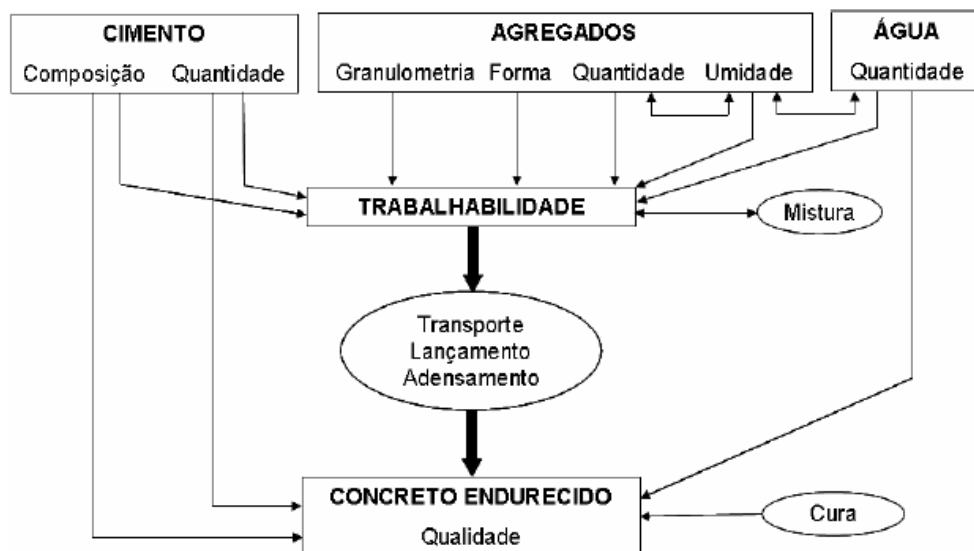 CIMENTO
Composição Quantidade
AGREGADOS
Granulometria Forma Quantidade Umidade
ÁGUA
Quantidade
TRABALHABILIDADE
Mistura
Transporte
Lançamento
Adensamento
CONCRETO ENDURECIDO
Qualidade
Cura